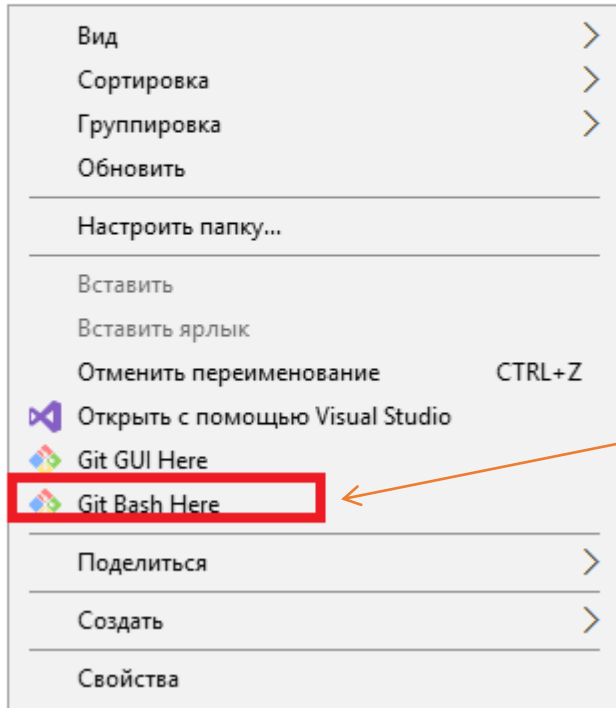 Вид
Сортировка
Группировка
Обновить
Настроить папку...
Вставить
Вставить ярлык
Отменить переименование CTRL+Z
Открыть с помощью Visual Studio
Git GUI Here
Git Bash Here
Поделиться
Создать
Свойства